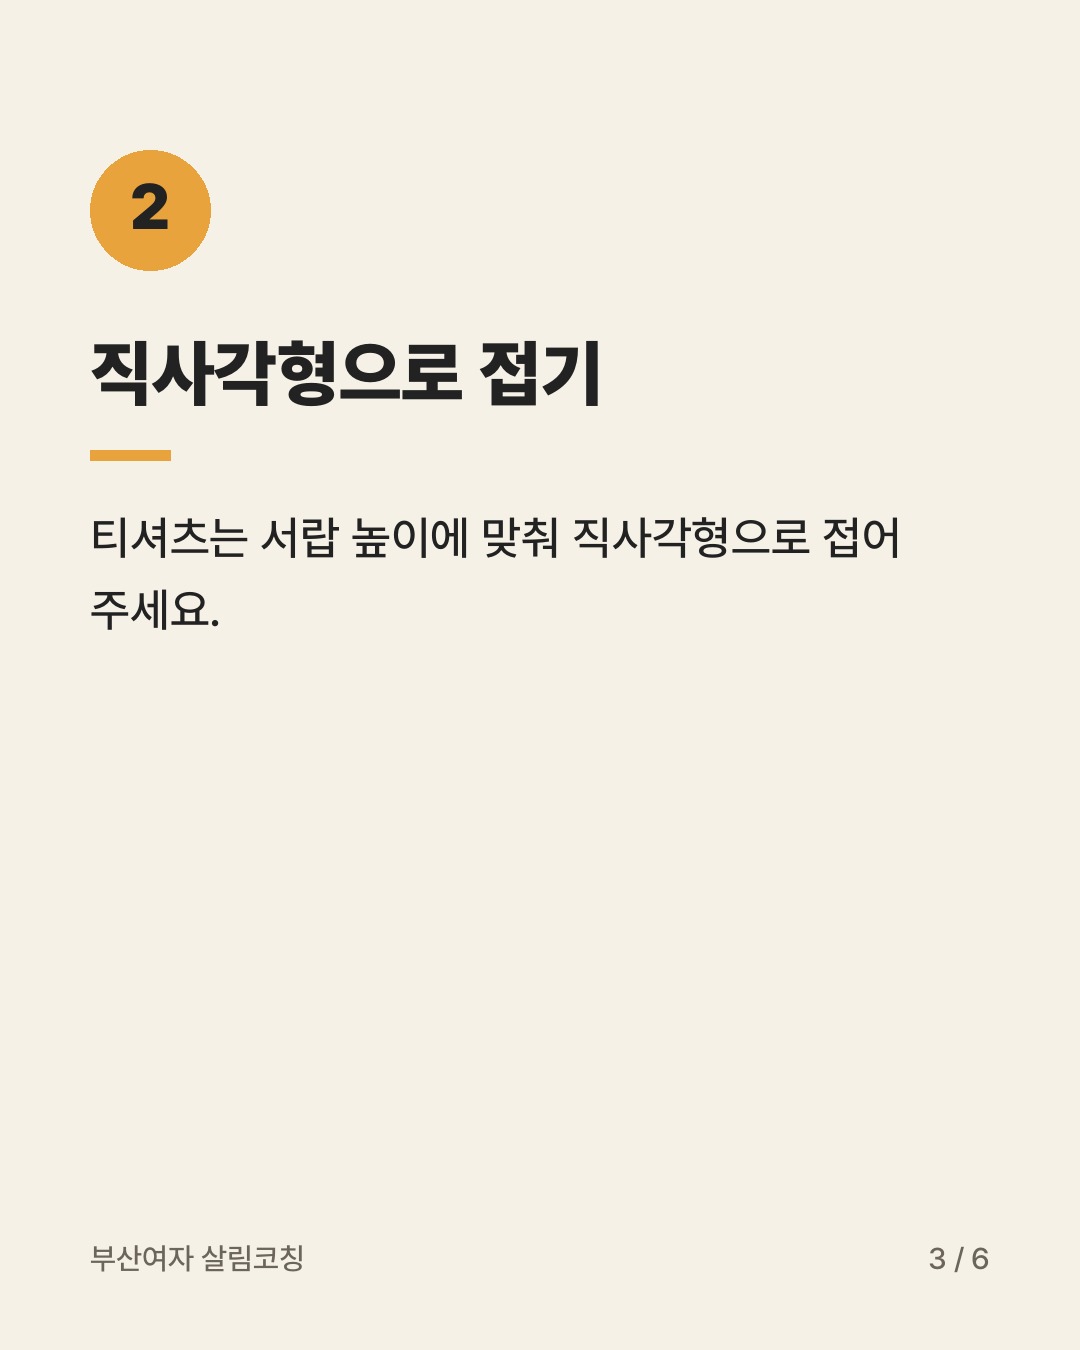 2
직사각형으로 접기
티셔츠는 서랍 높이에 맞춰 직사각형으로 접어
주세요.
부산여자 살림코칭
3 / 6